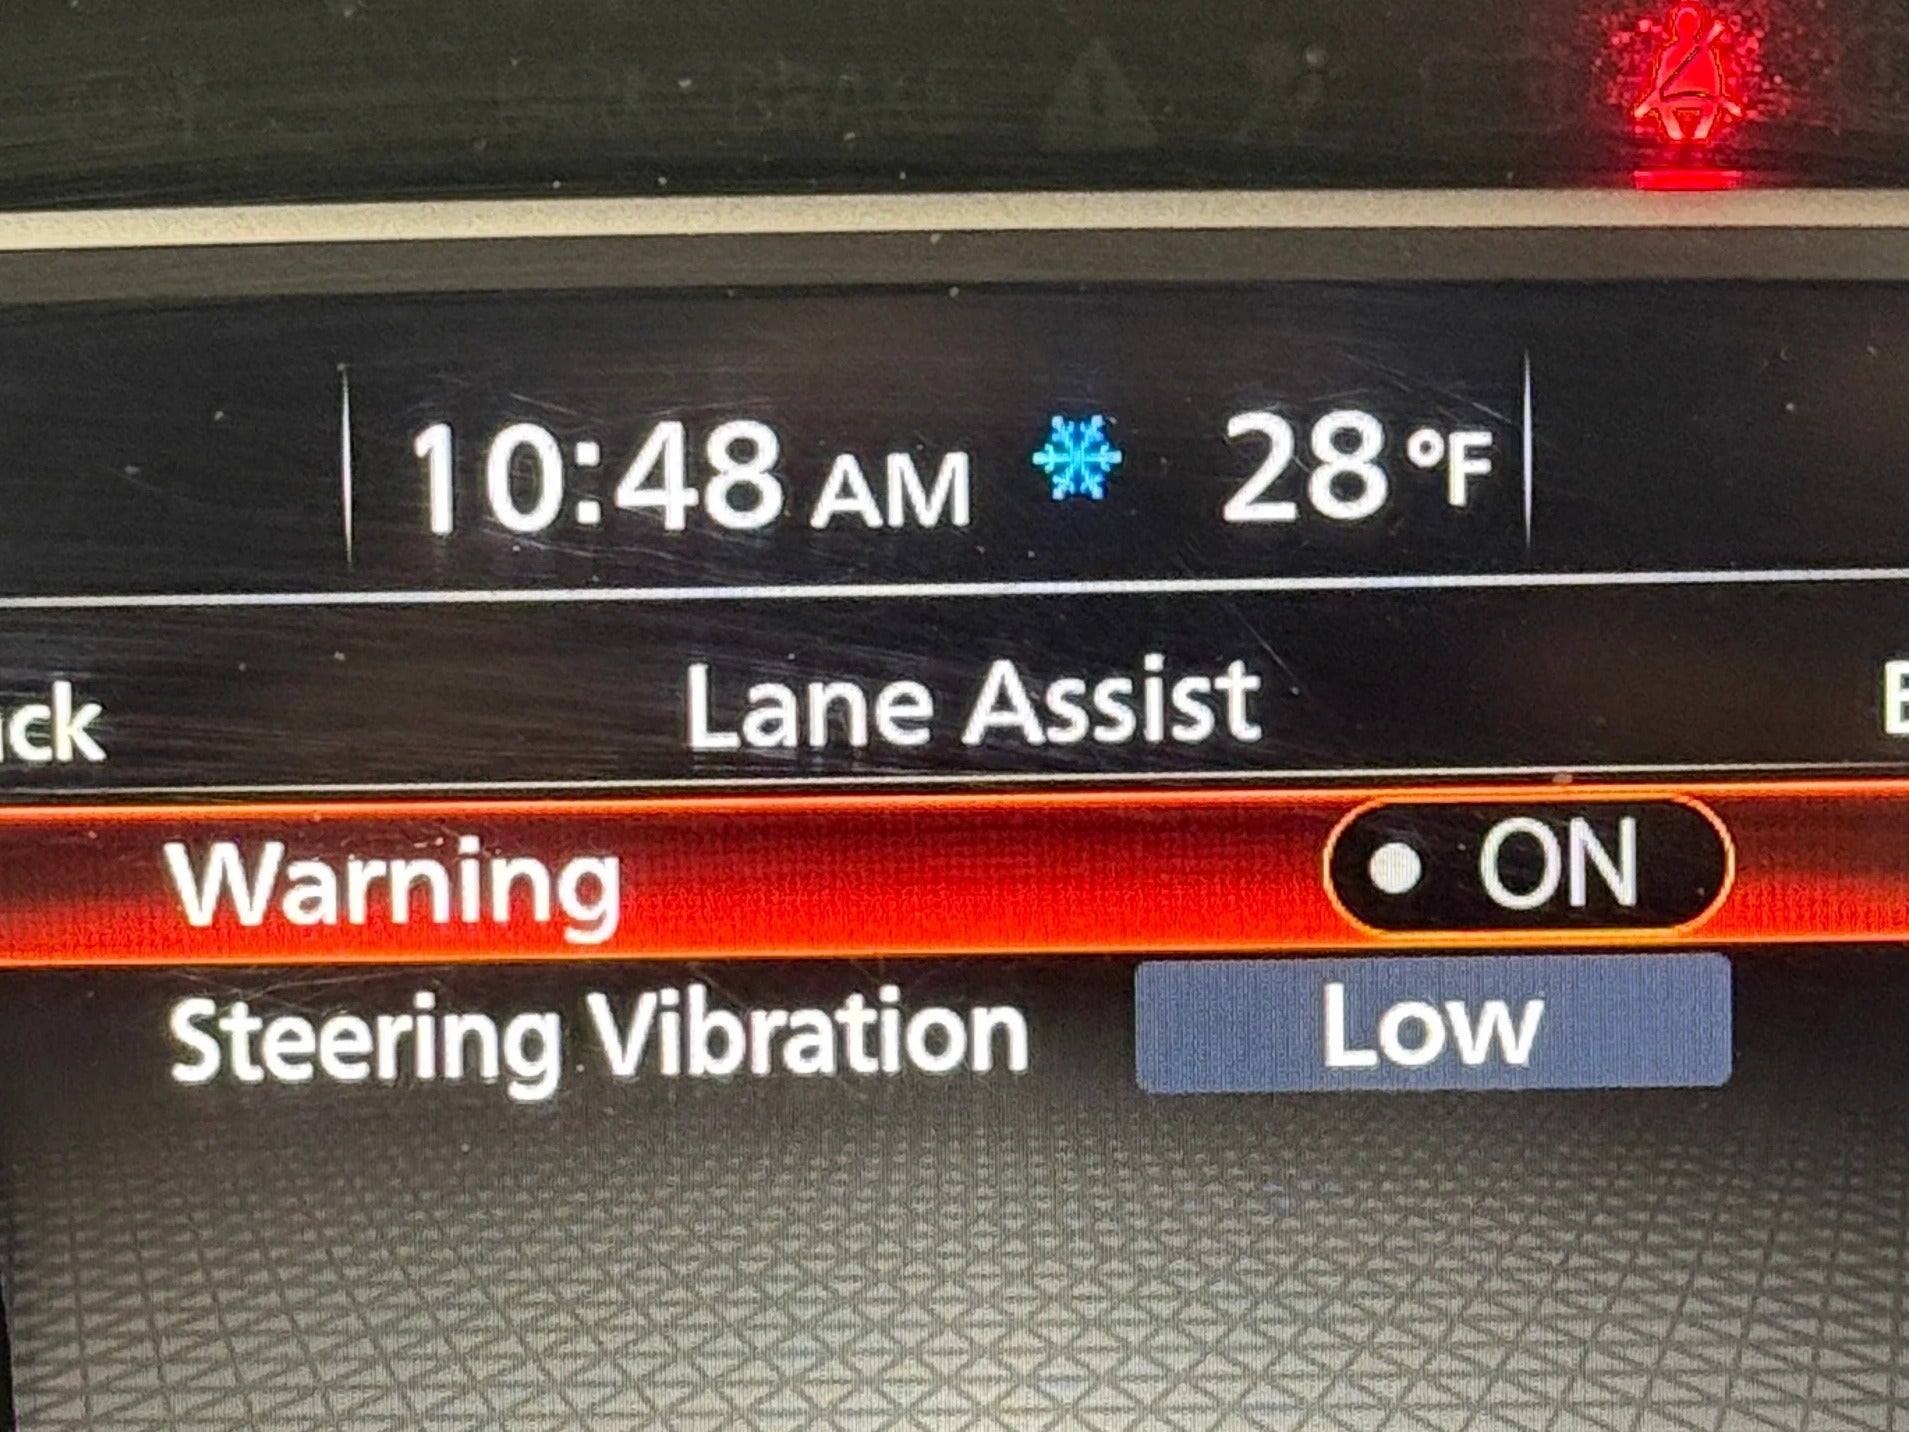 10:48 AM 28 °F
Lane Assist
Warning ON
Steering Vibration Low